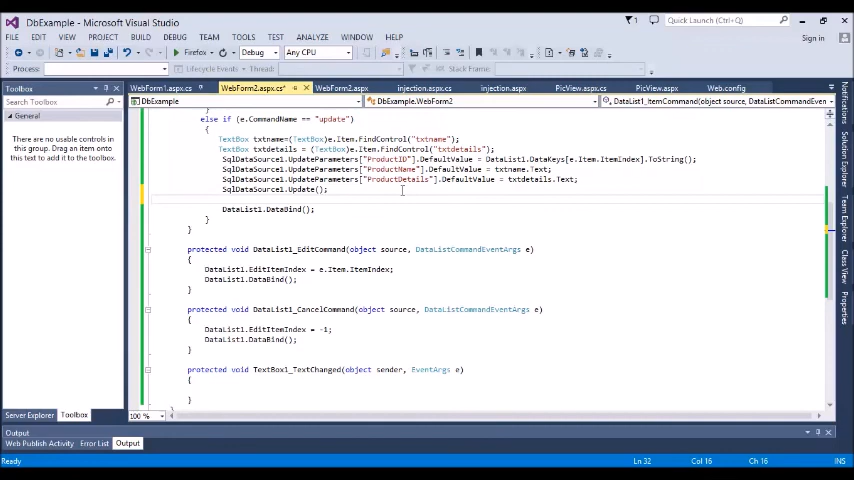 DbExample - Microsoft Visual Studio
1
Quick Launch (Ctrl+Q)
FILE EDIT VIEW PROJECT BUILD DEBUG TEAM TOOLS TEST ANALYZE WINDOW HELP
Sign in
Firefox Debug Any CPU
Process: Lifecycle Events Thread: Stack Frame:
Toolbox
WebForm1.aspx.cs WebForm2.aspx.cs* WebForm2.aspx injection.aspx.cs PicView.aspx.cs injection.aspx PicView.aspx Web.config
Search Toolbox
DbExample DbExample.WebForm2 DataList1_ItemCommand(object source, DataListCommandEven
General
There are no usable controls in
this group. Drag an item onto
this text to add it to the toolbox.
}
else if (e.CommandName == "update")
{
TextBox txtname=(TextBox)e.Item.FindControl("txtname");
TextBox txtdetails = (TextBox)e.Item.FindControl("txtdetails");
SqlDataSource1.UpdateParameters["ProductID"].DefaultValue = DataList1.DataKeys[e.Item.ItemIndex].ToString();
SqlDataSource1.UpdateParameters["ProductName"].DefaultValue = txtname.Text;
SqlDataSource1.UpdateParameters["ProductDetails"].DefaultValue = txtdetails.Text;
SqlDataSource1.Update();
DataList1.DataBind();
}
}
protected void DataList1_EditCommand(object source, DataListCommandEventArgs e)
{
DataList1.EditItemIndex = e.Item.ItemIndex;
DataList1.DataBind();
}
protected void DataList1_CancelCommand(object source, DataListCommandEventArgs e)
{
DataList1.EditItemIndex = -1;
DataList1.DataBind();
}
protected void TextBox1_TextChanged(object sender, EventArgs e)
{
}
100 %
Notifications
Solution Explorer
Team Explorer
Class View
Properties
Server Explorer Toolbox
Output
Web Publish Activity Error List Output
Ready Ln 32 Col 16 Ch 16 INS